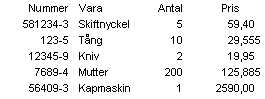 Nummer Vara Antal Pris
581234-3 Skiftnyckel 5 59,40
123-5 Tång 10 29,555
12345-9 Kniv 2 19,95
7689-4 Mutter 200 125,885
56409-3 Kapmaskin 1 2590,00